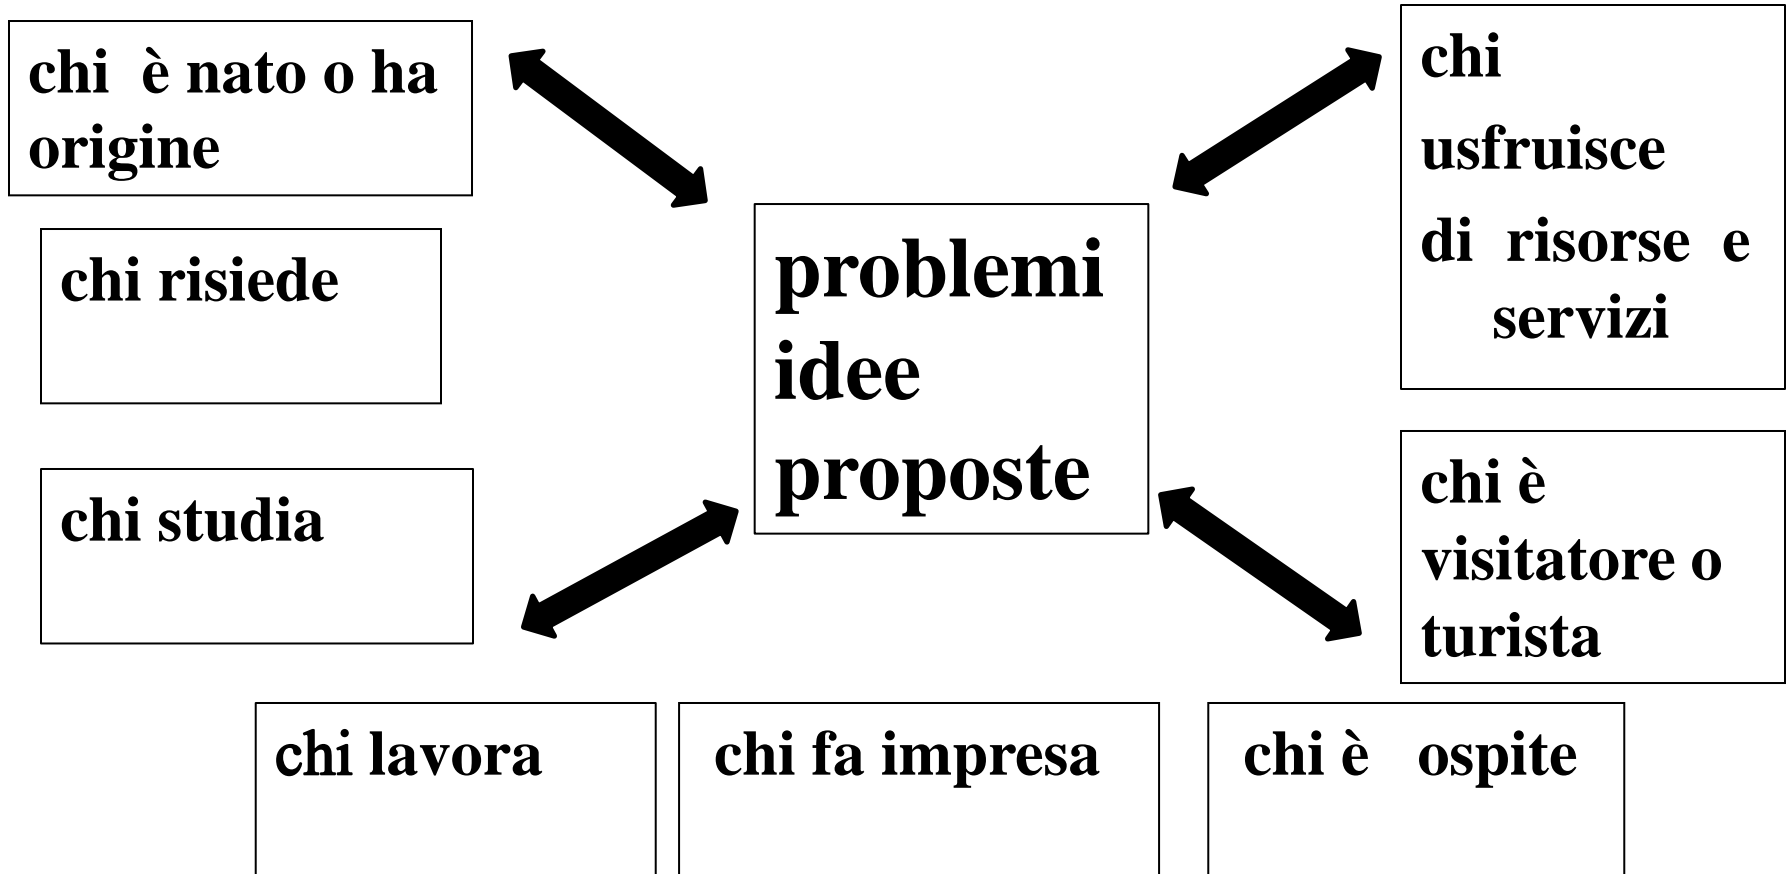 chi è nato o ha
origine
chi risiede
chi studia
problemi
idee
proposte
chi
usfruisce
di risorse e
servizi
chi è
visitatore o
turista
chi lavora
chi fa impresa
chi è ospite